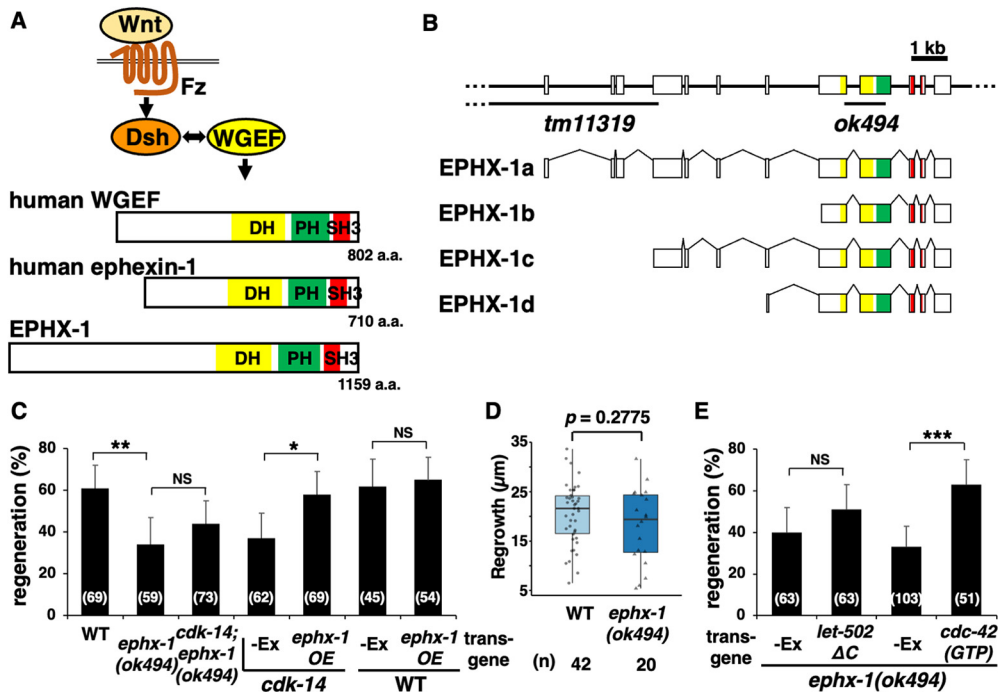 A
Wnt
Fz
Dsh
WGEF
human WGEF
DH PH SH3
802 a.a.
human ephexin-1
DH PH SH3
710 a.a.
EPHX-1
DH PH SH3
1159 a.a.
B
1 kb
tm11319 ok494
EPHX-1a
EPHX-1b
EPHX-1c
EPHX-1d
C
regeneration (%)
80
60
40
20
0
** NS * NS
(69) (59) (73) (62) (69) (45) (54)
WT
ephx-1
(ok494)
cdk-14;
ephx-1
(ok494)
-Ex
ephx-1
OE
-Ex
ephx-1
OE
trans-
gene
cdk-14
WT
D
p = 0.2775
Regrowth (µm)
35
25
15
5
WT
ephx-1
(ok494)
(n) 42 20
E
regeneration (%)
80
60
40
20
0
NS ***
(63) (63) (103) (51)
trans-
gene
-Ex
let-502
ΔC
-Ex
cdc-42
(GTP)
ephx-1(ok494)